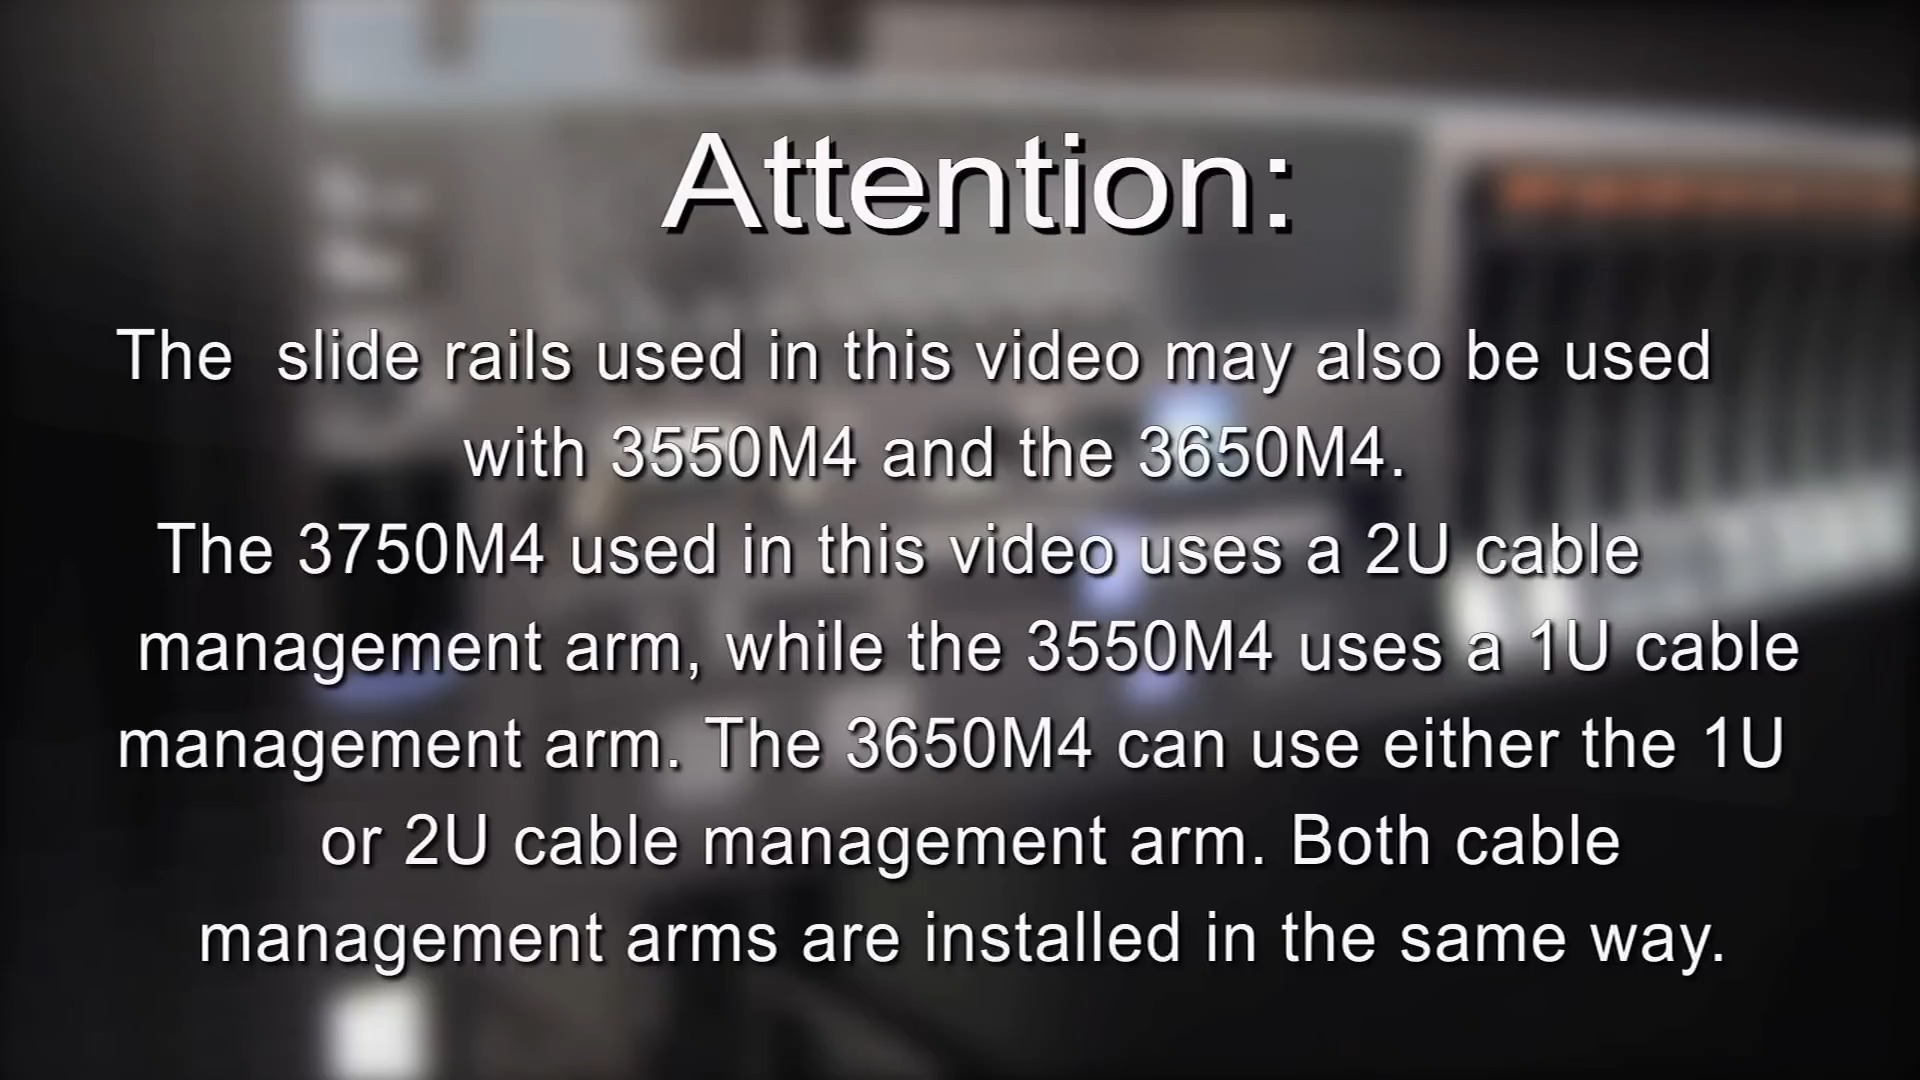 Attention:
The slide rails used in this video may also be used
with 3550M4 and the 3650M4.
The 3750M4 used in this video uses a 2U cable
management arm, while the 3550M4 uses a 1U cable
management arm. The 3650M4 can use either the 1U
or 2U cable management arm. Both cable
management arms are installed in the same way.